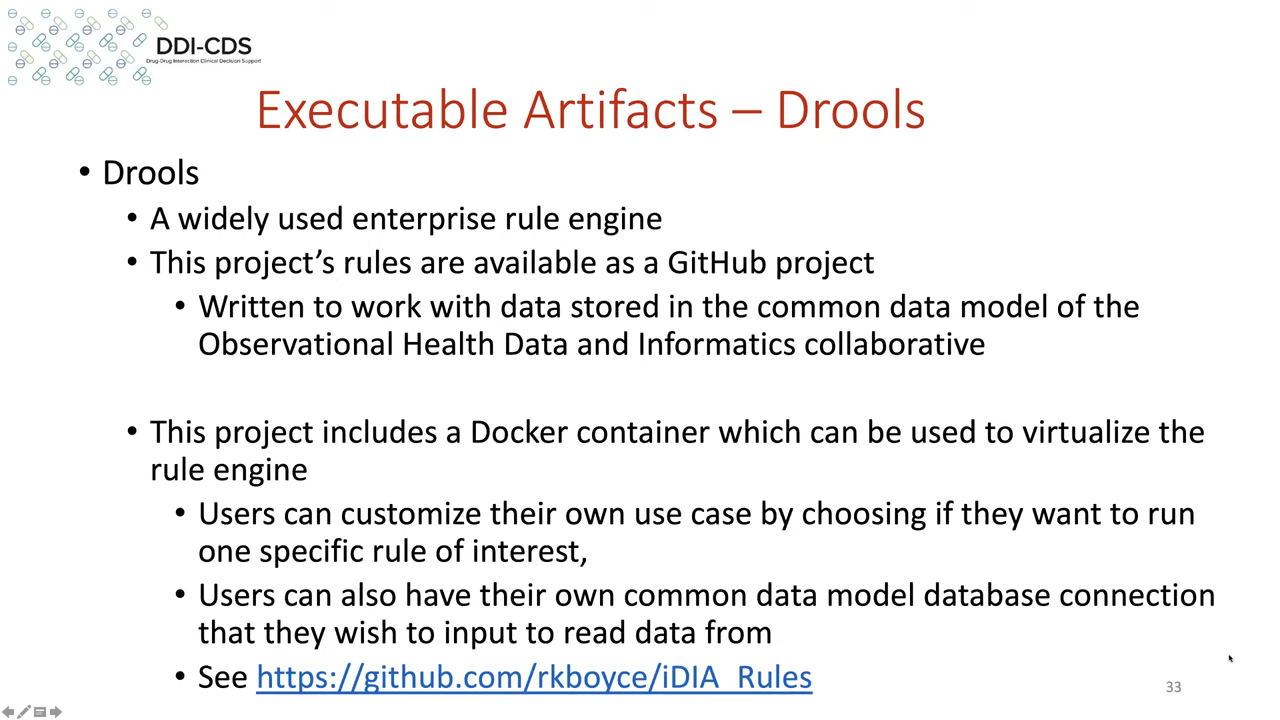 DDI-CDS
Drug-Drug Interaction Clinical Decision Support
Executable Artifacts – Drools
• Drools
• A widely used enterprise rule engine
• This project's rules are available as a GitHub project
• Written to work with data stored in the common data model of the
Observational Health Data and Informatics collaborative
• This project includes a Docker container which can be used to virtualize the
rule engine
• Users can customize their own use case by choosing if they want to run
one specific rule of interest,
• Users can also have their own common data model database connection
that they wish to input to read data from
• See https://github.com/rkboyce/iDIA_Rules
33